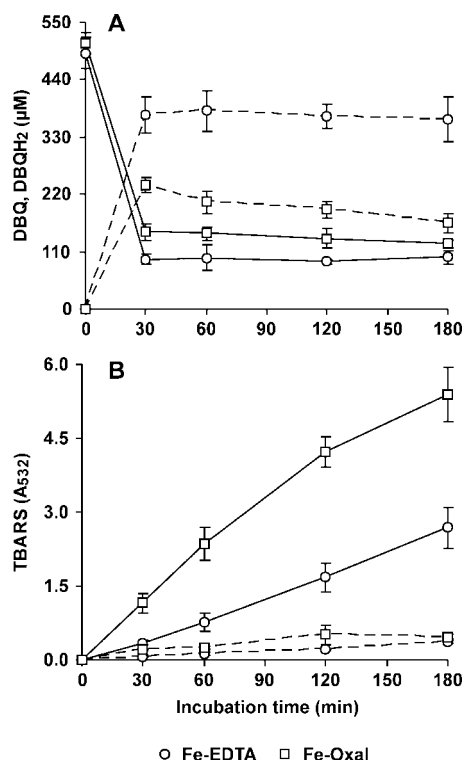 A
550
440
330
220
110
0
DBQ, DBQH2 (µM)
0 30 60 90 120 150 180
B
6.0
4.5
3.0
1.5
0.0
TBARS (A532)
0 30 60 90 120 150 180
Incubation time (min)
Fe-EDTA Fe-Oxal